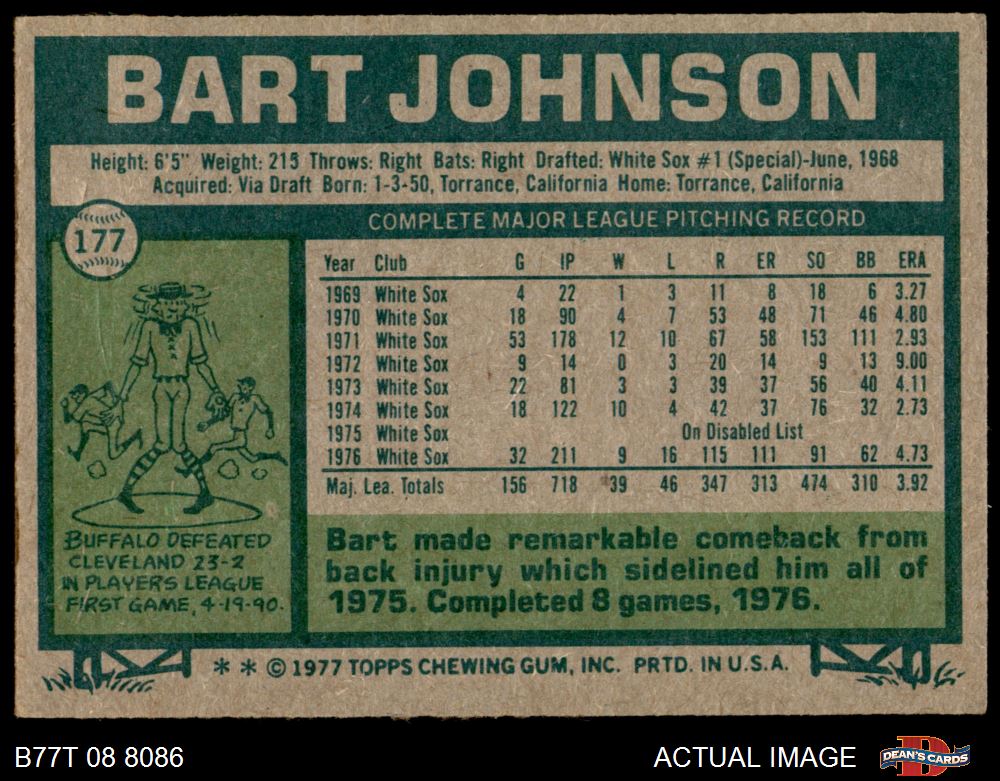 BART JOHNSON
Height: 6'5" Weight: 215 Throws: Right Bats: Right Drafted: White Sox #1 (Special)-June, 1968
Acquired: Via Draft Born: 1-3-50, Torrance, California Home: Torrance, California
177
COMPLETE MAJOR LEAGUE PITCHING RECORD
Year Club G IP W L R ER SO BB ERA
1969 White Sox 4 22 1 3 11 8 18 6 3.27
1970 White Sox 18 90 4 7 53 48 71 46 4.80
1971 White Sox 53 178 12 10 67 58 153 111 2.93
1972 White Sox 9 14 0 3 20 14 9 13 9.00
1973 White Sox 22 81 3 3 39 37 56 40 4.11
1974 White Sox 18 122 10 4 42 37 76 32 2.73
1975 White Sox On Disabled List
1976 White Sox 32 211 9 16 115 111 91 62 4.73
Maj. Lea. Totals 156 718 39 46 347 313 474 310 3.92
BUFFALO DEFEATED
CLEVELAND 23-2
IN PLAYERS LEAGUE
FIRST GAME, 4-19-90.
Bart made remarkable comeback from
back injury which sidelined him all of
1975. Completed 8 games, 1976.
* * © 1977 TOPPS CHEWING GUM, INC. PRTD. IN U.S.A.
B77T 08 8086
ACTUAL IMAGE
DEAN'S CARDS